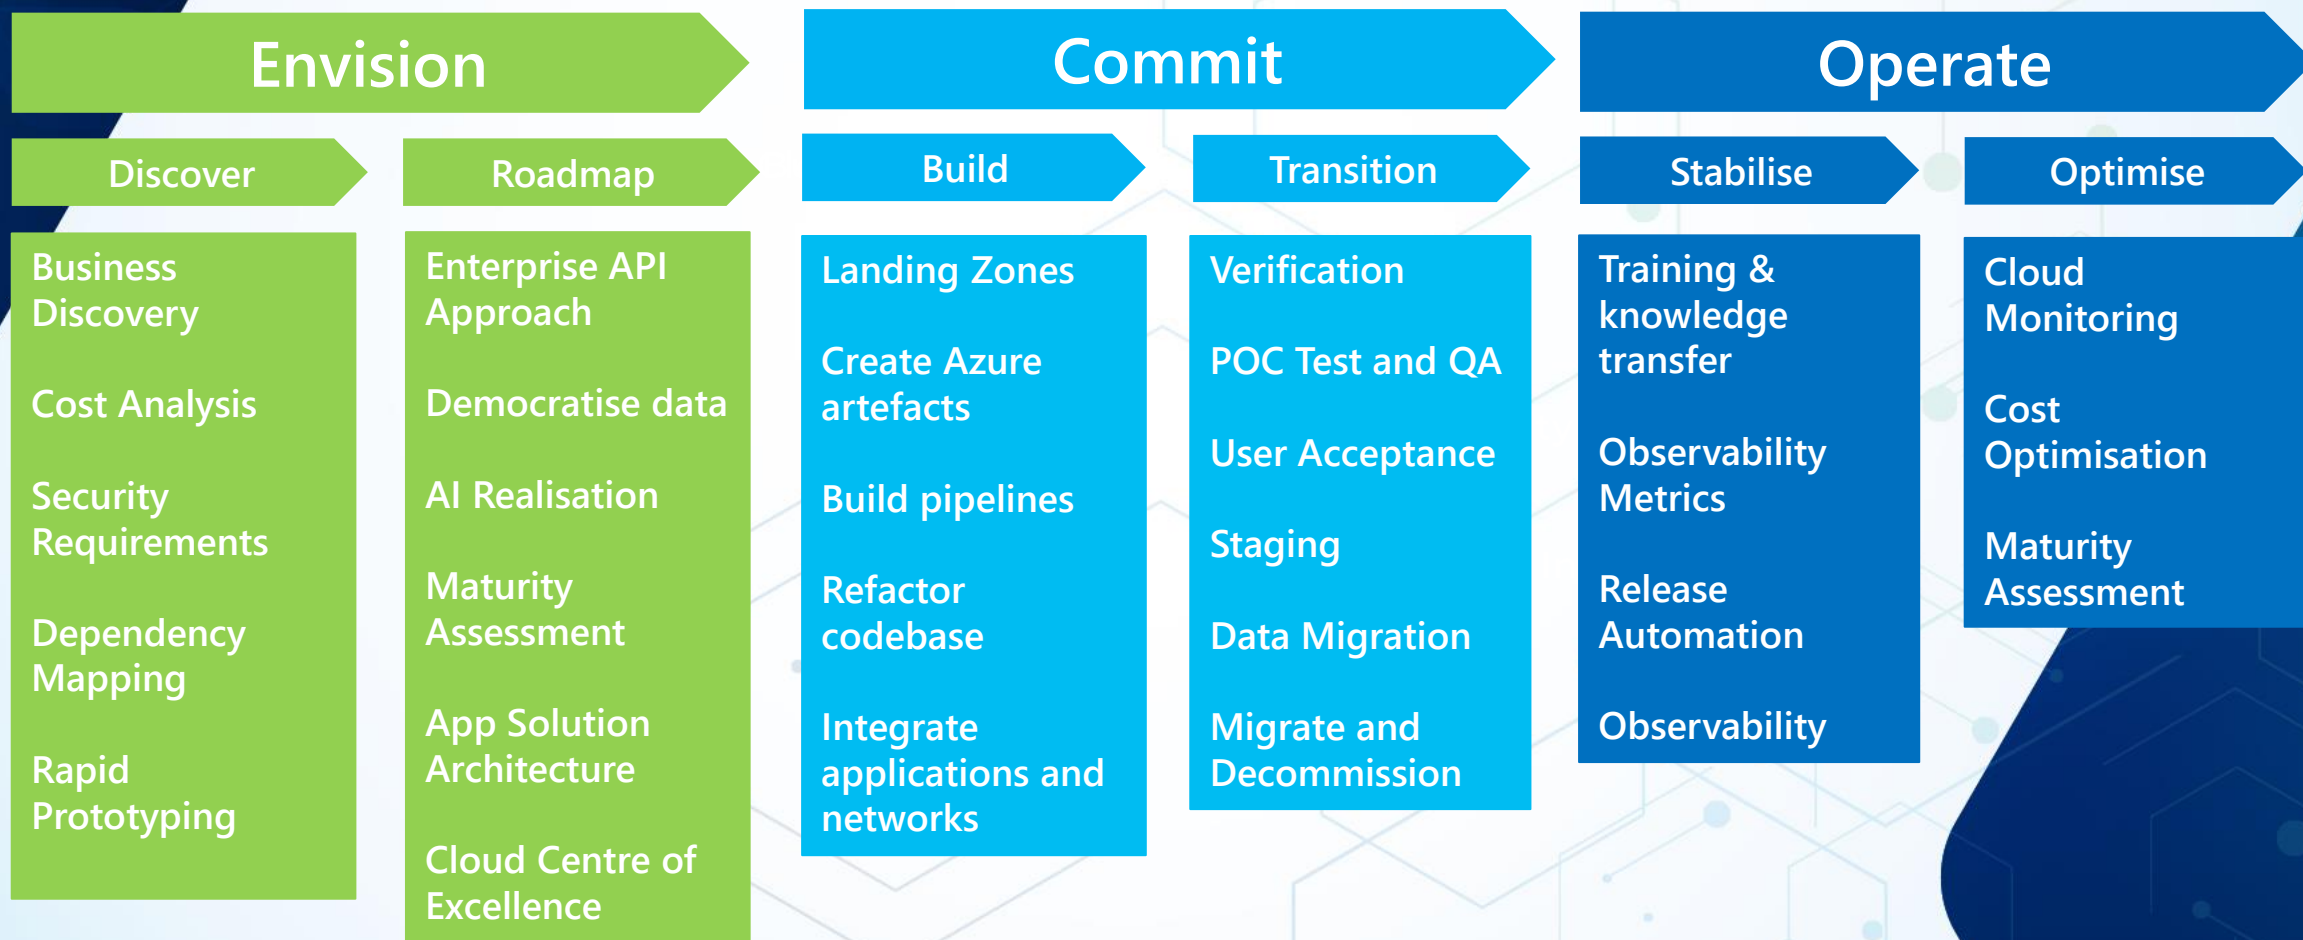 Envision
Commit
Operate
Discover
Roadmap
Build
Transition
Stabilise
Optimise
Business
Discovery
Cost Analysis
Security
Requirements
Dependency
Mapping
Rapid
Prototyping
Enterprise API
Approach
Democratise data
AI Realisation
Maturity
Assessment
App Solution
Architecture
Cloud Centre of
Excellence
Landing Zones
Create Azure
artefacts
Build pipelines
Refactor
codebase
Integrate
applications and
networks
Verification
POC Test and QA
User Acceptance
Staging
Data Migration
Migrate and
Decommission
Training &
knowledge
transfer
Observability
Metrics
Release
Automation
Observability
Cloud
Monitoring
Cost
Optimisation
Maturity
Assessment